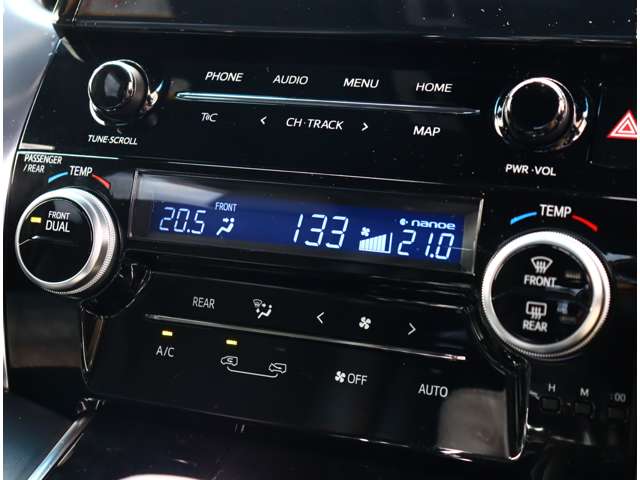 PHONE AUDIO MENU HOME
T&C < CH·TRACK > MAP
TUNE·SCROLL
PWR·VOL
PASSENGER
/REAR
TEMP
TEMP
FRONT
DUAL
FRONT
20.5 133 nanoe 21.0
FRONT
REAR
REAR < >
A/C OFF AUTO
H M :00